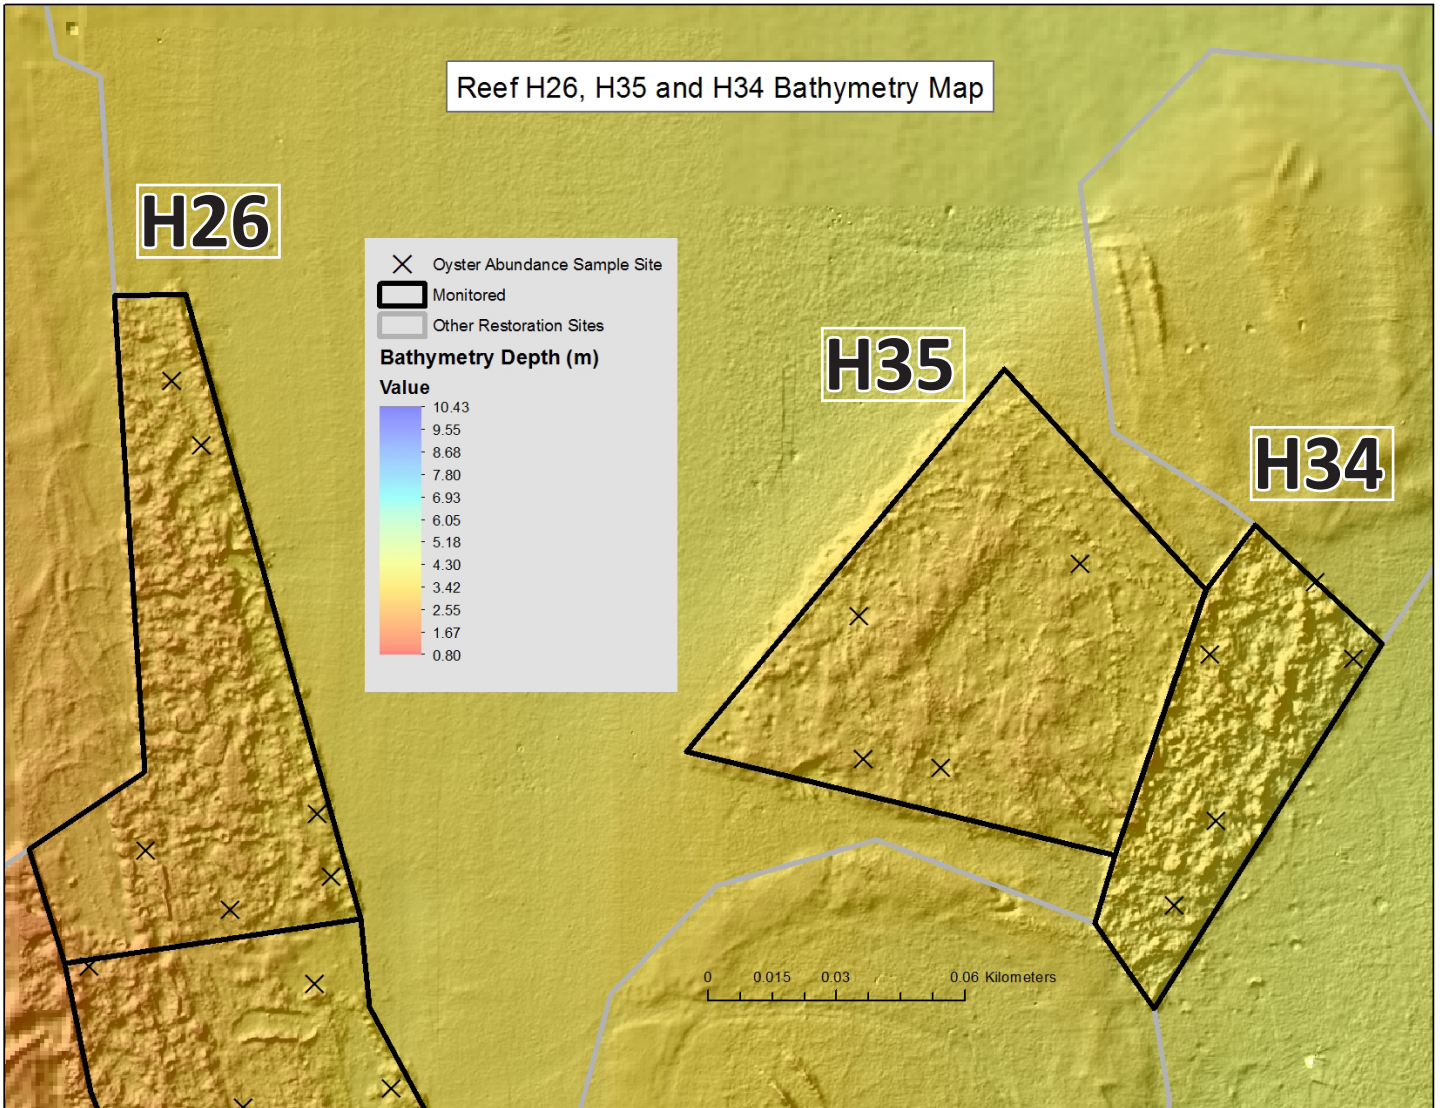 Reef H26, H35 and H34 Bathymetry Map
H26
Oyster Abundance Sample Site
Monitored
Other Restoration Sites
Bathymetry Depth (m)
Value
10.43
9.55
8.68
7.80
6.93
6.05
5.18
4.30
3.42
2.55
1.67
0.80
H35
H34
0 0.015 0.03 0.06 Kilometers